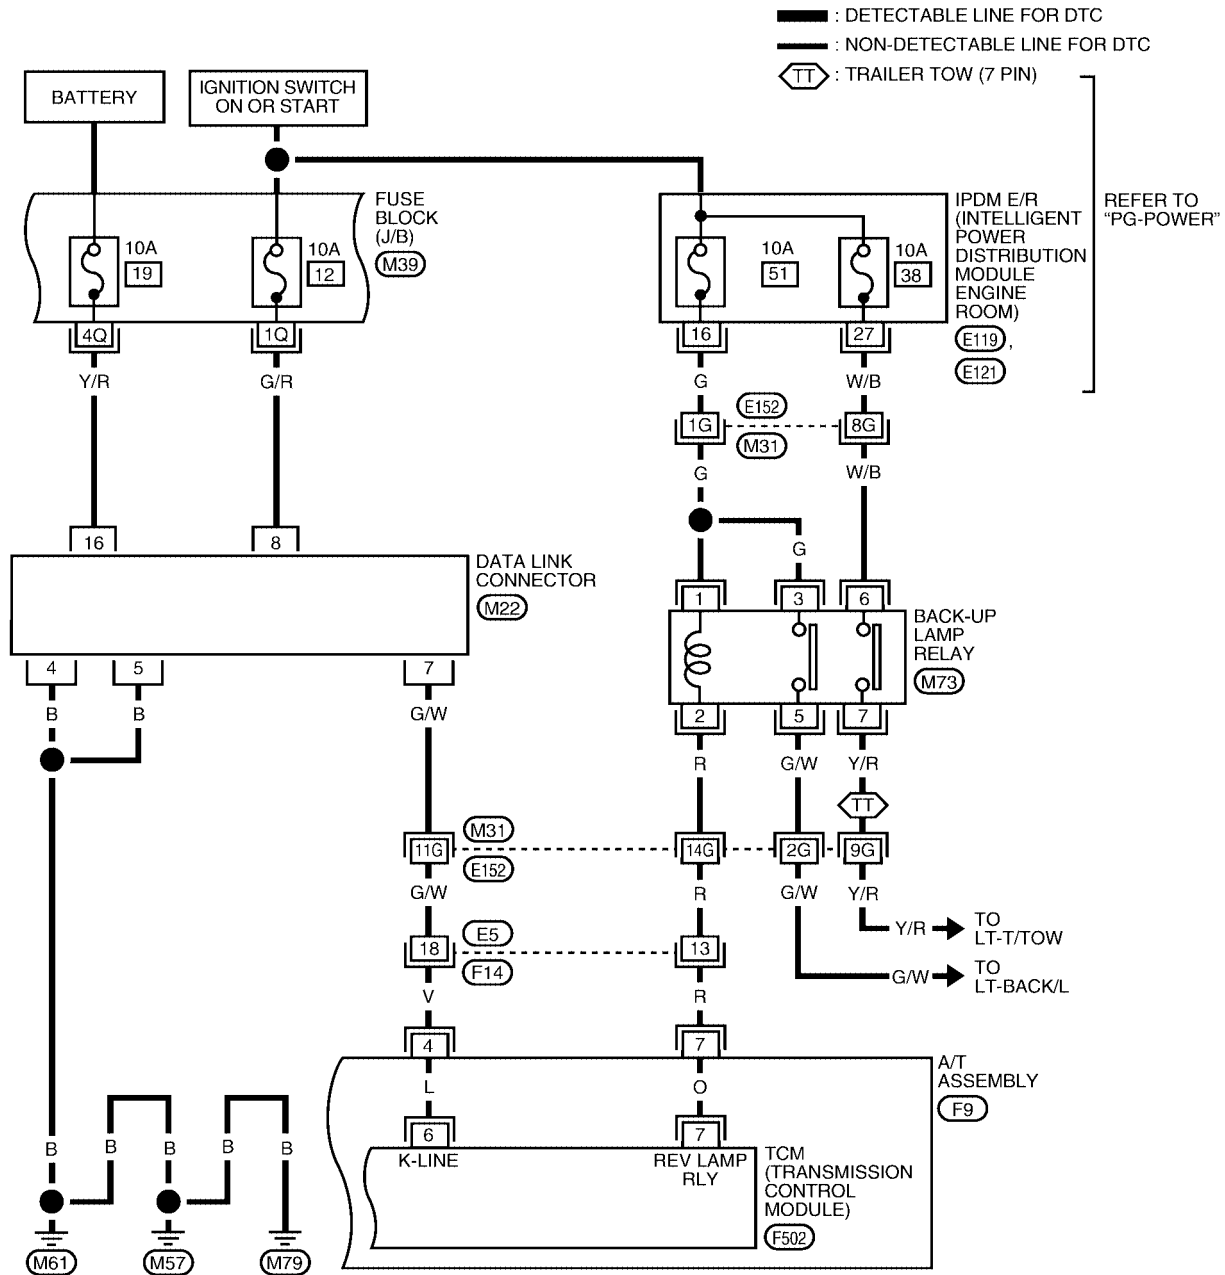 : DETECTABLE LINE FOR DTC
: NON-DETECTABLE LINE FOR DTC
TT : TRAILER TOW (7 PIN)
BATTERY
IGNITION SWITCH
ON OR START
FUSE
BLOCK
(J/B)
M39
10A
19
10A
12
10A
51
10A
38
IPDM E/R
(INTELLIGENT
POWER
DISTRIBUTION
MODULE
ENGINE
ROOM)
E119 ,
E121
REFER TO
“PG-POWER”
4Q
1Q
16
27
Y/R
G/R
G
W/B
1G
E152
M31
8G
G
W/B
G
16
8
DATA LINK
CONNECTOR
M22
1
3
6
BACK-UP
LAMP
RELAY
M73
4
5
7
2
5
7
B
B
G/W
R
G/W
Y/R
TT
11G
M31
E152
14G
2G
9G
G/W
R
G/W
Y/R
Y/R
TO
LT-T/TOW
18
E5
F14
13
G/W
TO
LT-BACK/L
V
R
4
7
A/T
ASSEMBLY
F9
L
O
6
7
K-LINE
REV LAMP
RLY
TCM
(TRANSMISSION
CONTROL
MODULE)
F502
B
B
B
B
B
M61
M57
M79